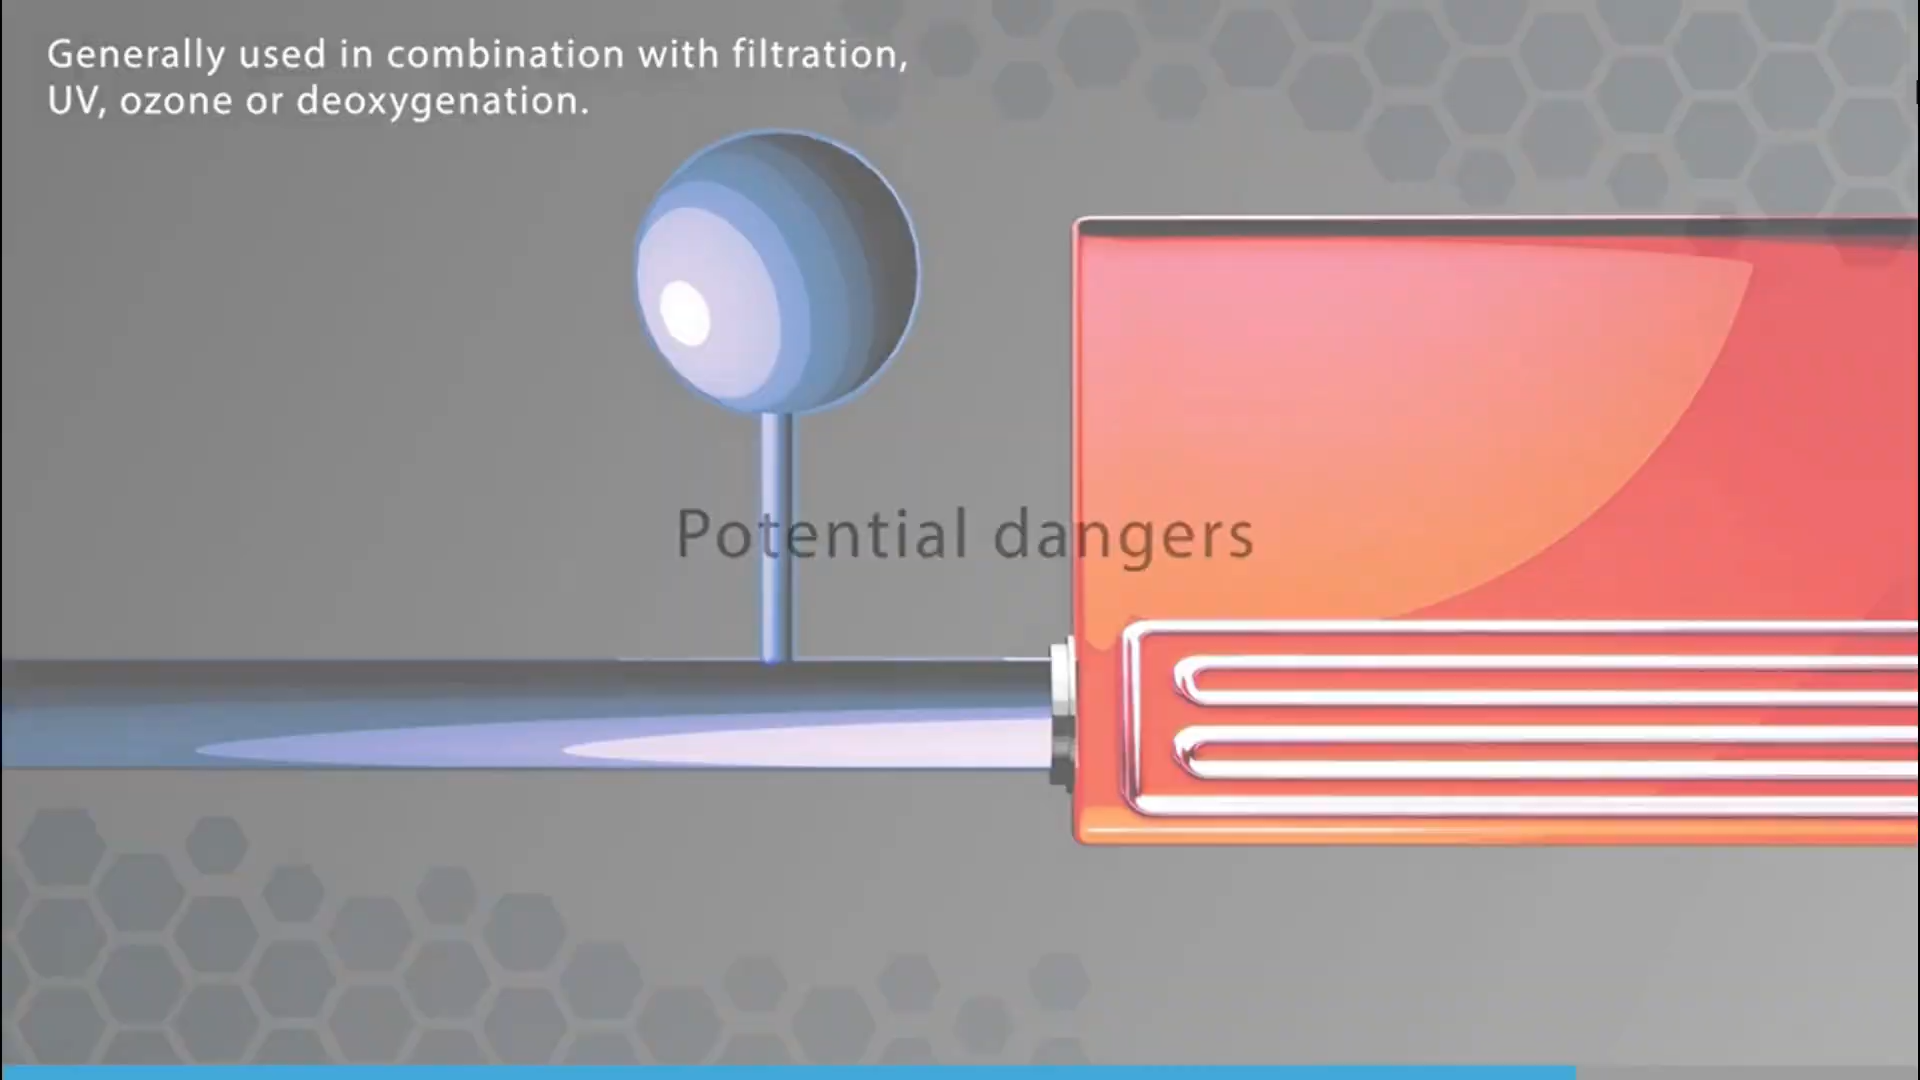 Generally used in combination with filtration,
UV, ozone or deoxygenation.
Potential dangers